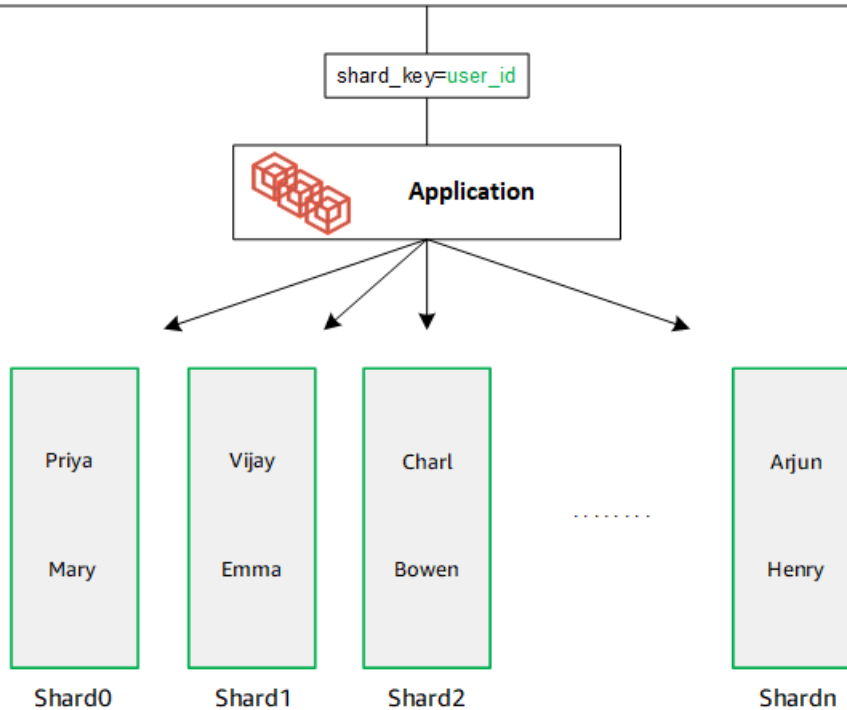 shard_key=user_id
Application
Priya
Vijay
Charl
Arjun
........
Mary
Emma
Bowen
Henry
Shard0
Shard1
Shard2
Shardn